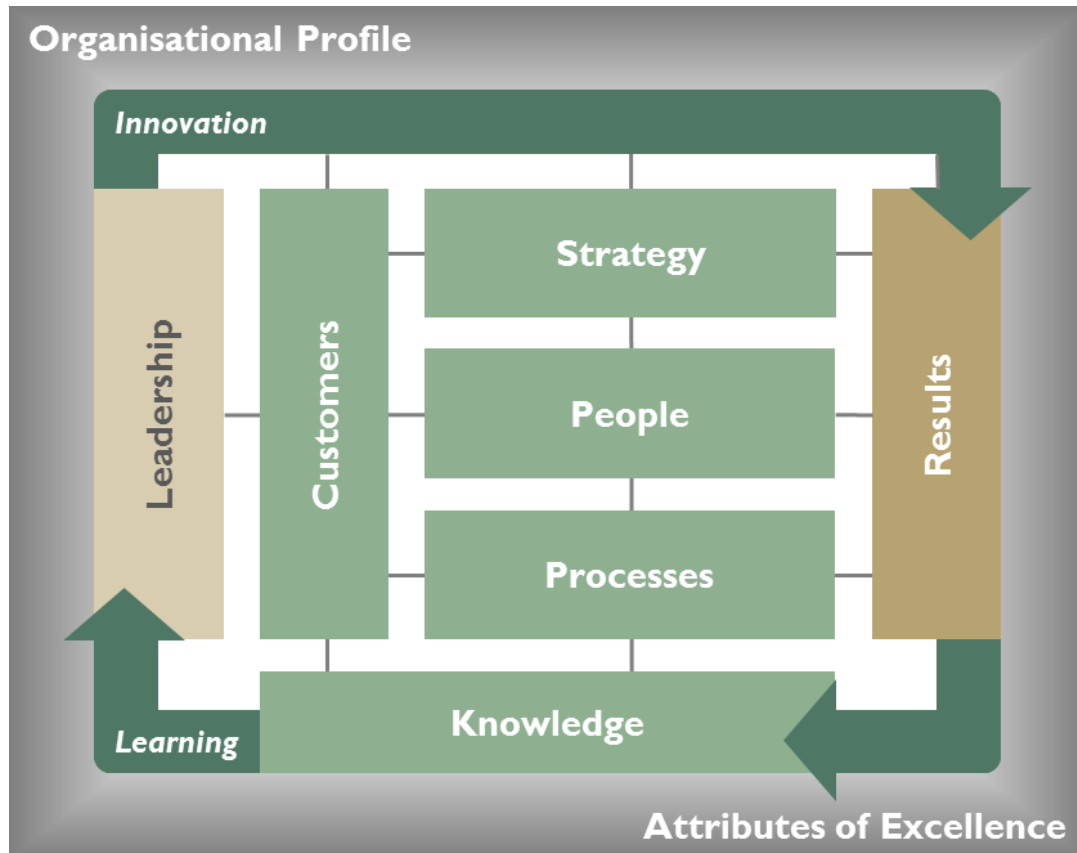 Organisational Profile
Innovation
Leadership
Customers
Strategy
People
Processes
Results
Knowledge
Learning
Attributes of Excellence